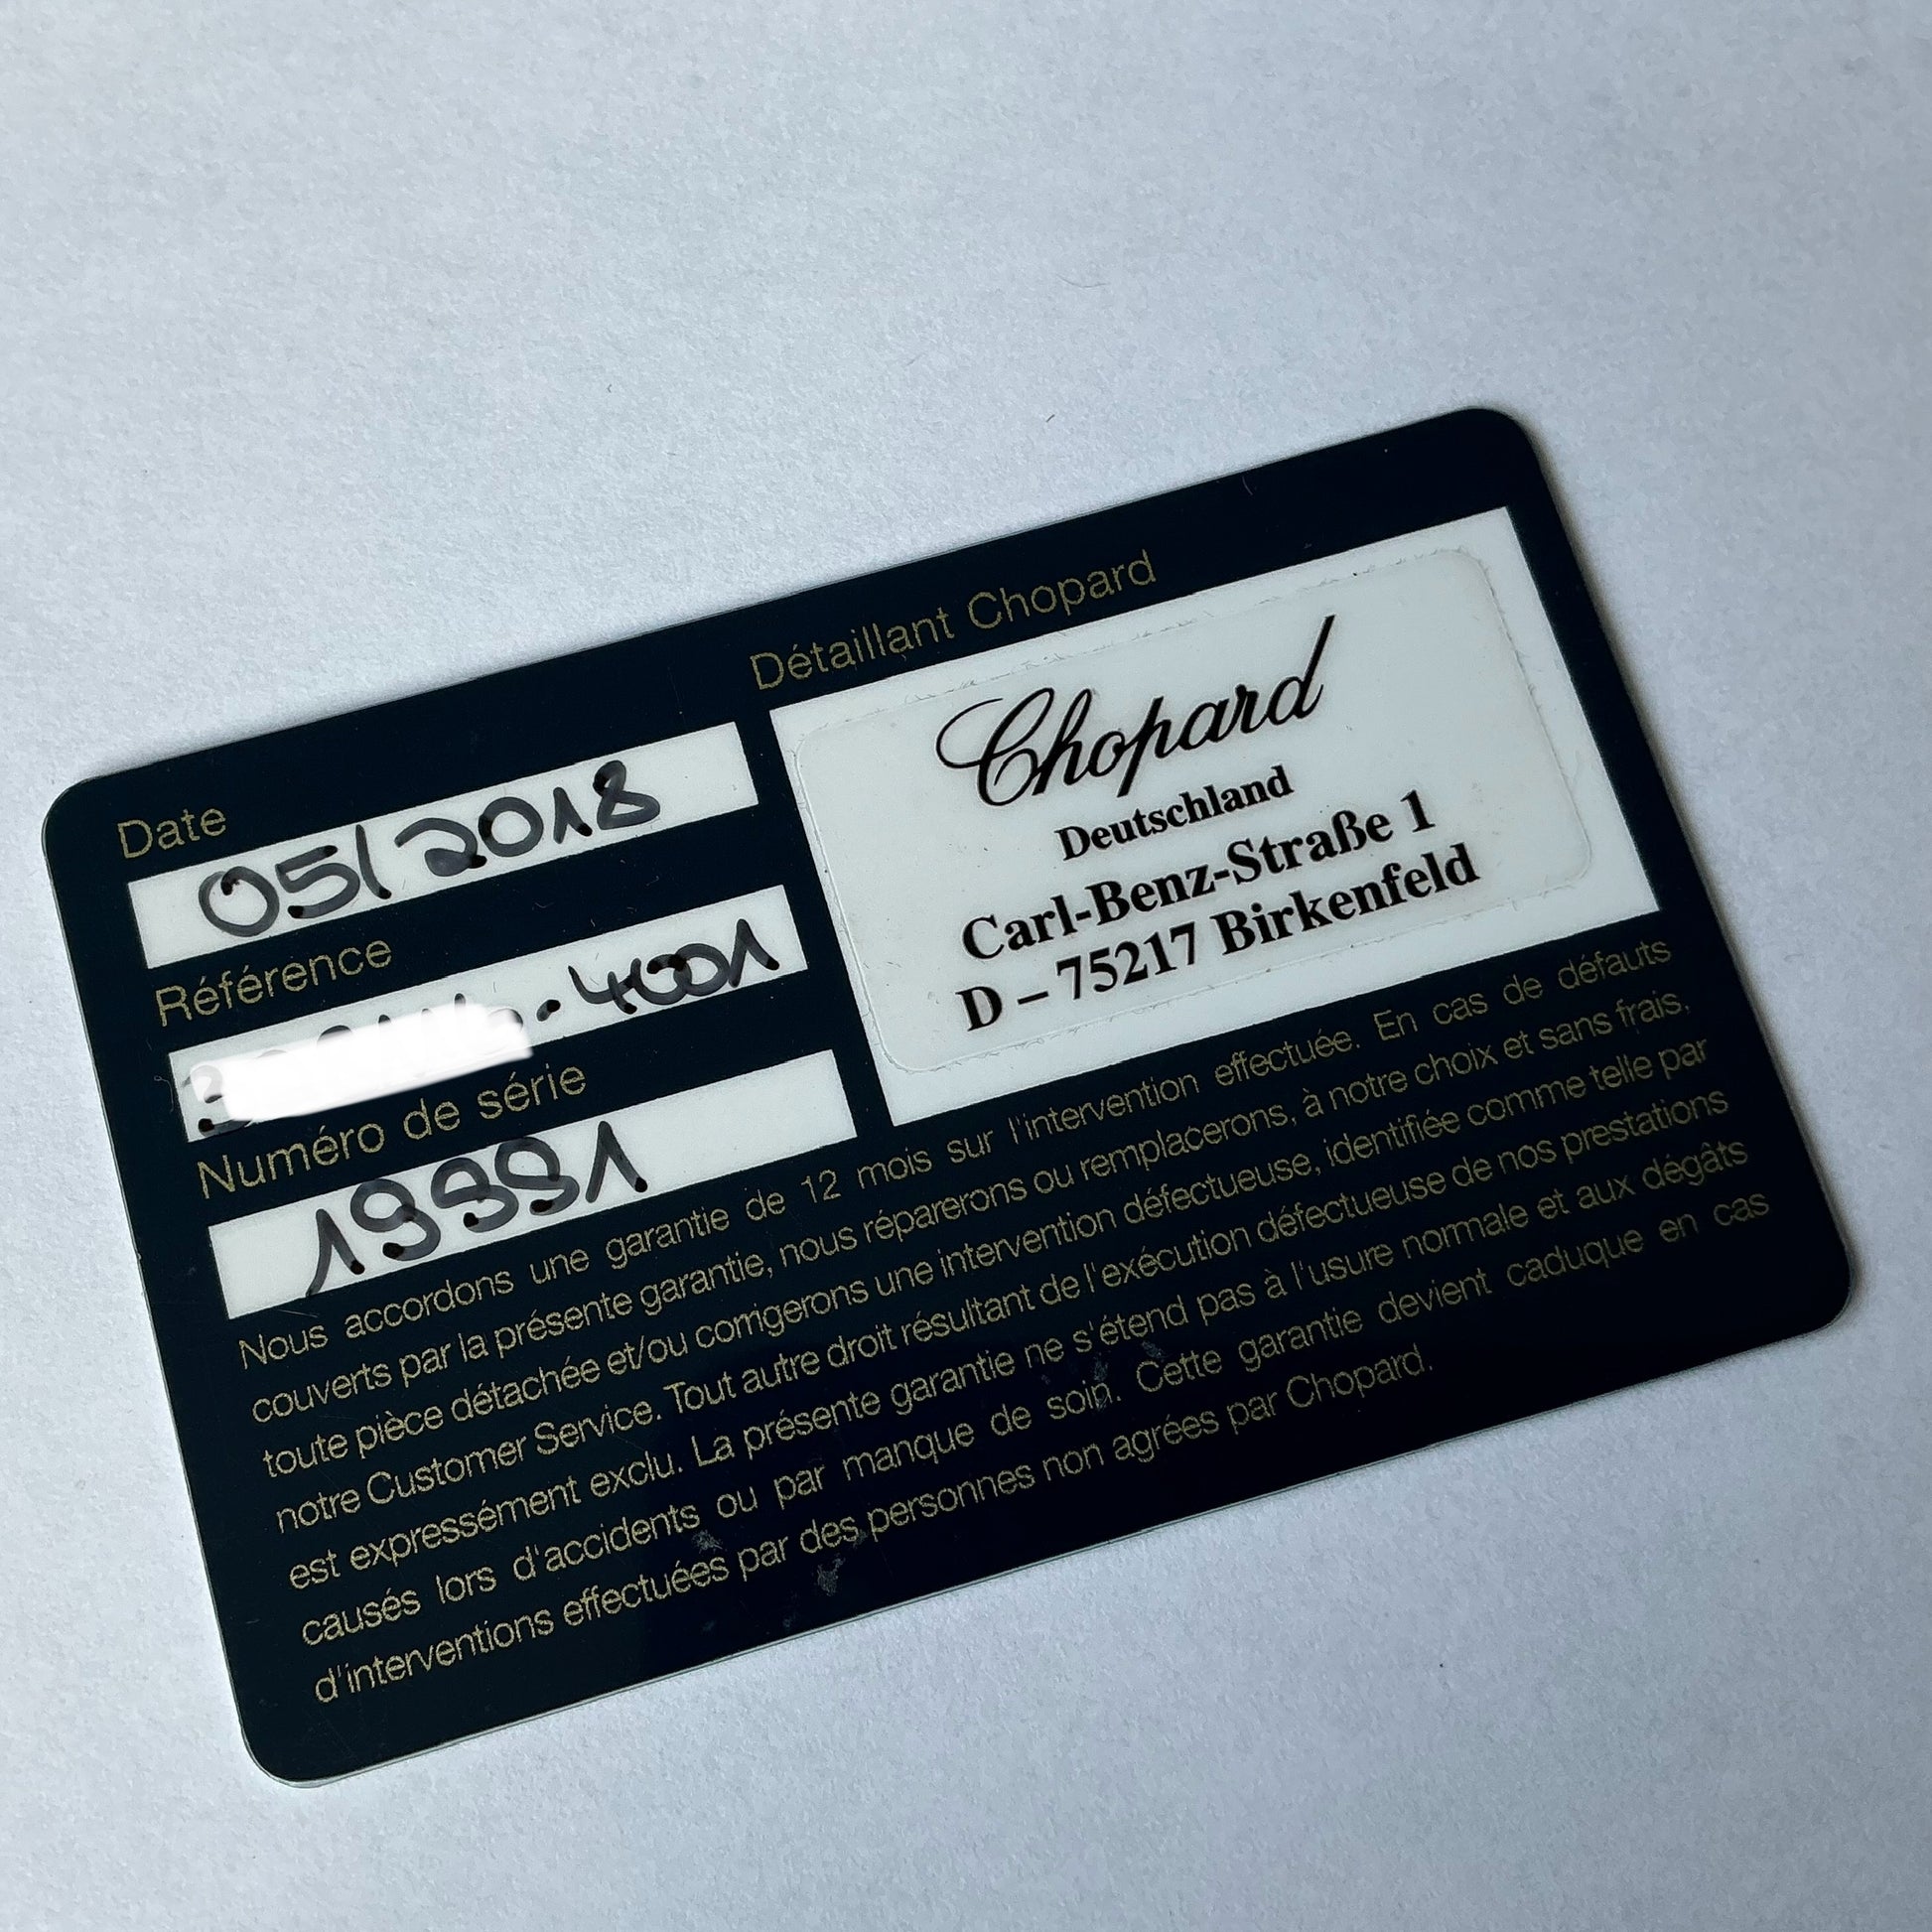 Date
05/2018
Référence
-4001
Numéro de série
19991
Détaillant Chopard
Chopard
Deutschland
Carl-Benz-Straße 1
D – 75217 Birkenfeld
Nous accordons une garantie de 12 mois sur l'intervention effectuée. En cas de défauts
couverts par la présente garantie, nous réparerons ou remplacerons, à notre choix et sans frais,
toute pièce détachée et/ou corrigerons une intervention défectueuse, identifiée comme telle par
notre Customer Service. Tout autre droit résultant de l'exécution défectueuse de nos prestations
est expressément exclu. La présente garantie ne s'étend pas à l'usure normale et aux dégâts
causés lors d'accidents ou par manque de soin. Cette garantie devient caduque en cas
d'interventions effectuées par des personnes non agrées par Chopard.